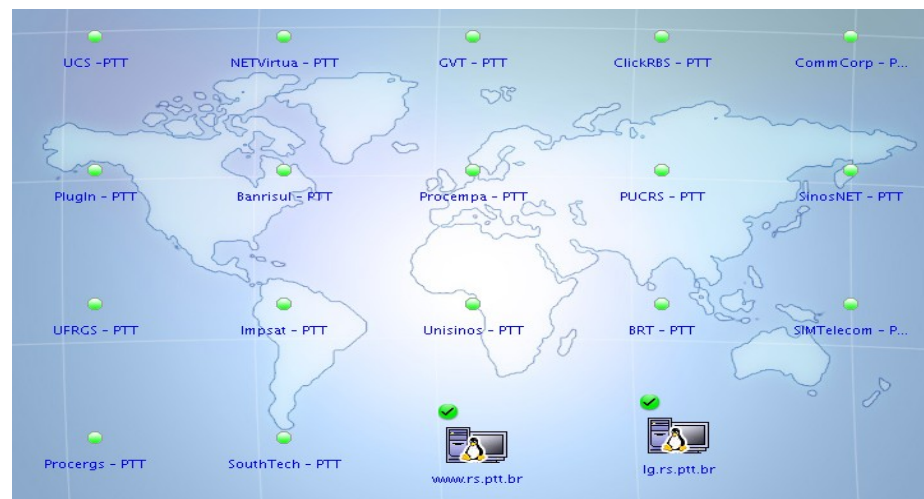 UCS -PTT
NETVirtua - PTT
GVT - PTT
ClickRBS - PTT
CommCorp - P...
PlugIn - PTT
Banrisul - PTT
Procempa - PTT
PUCRS - PTT
SinosNET - PTT
UFRGS - PTT
Impsat - PTT
Unisinos - PTT
BRT - PTT
SIMTelecom - P...
Procergs - PTT
SouthTech - PTT
www.rs.ptt.br
lg.rs.ptt.br